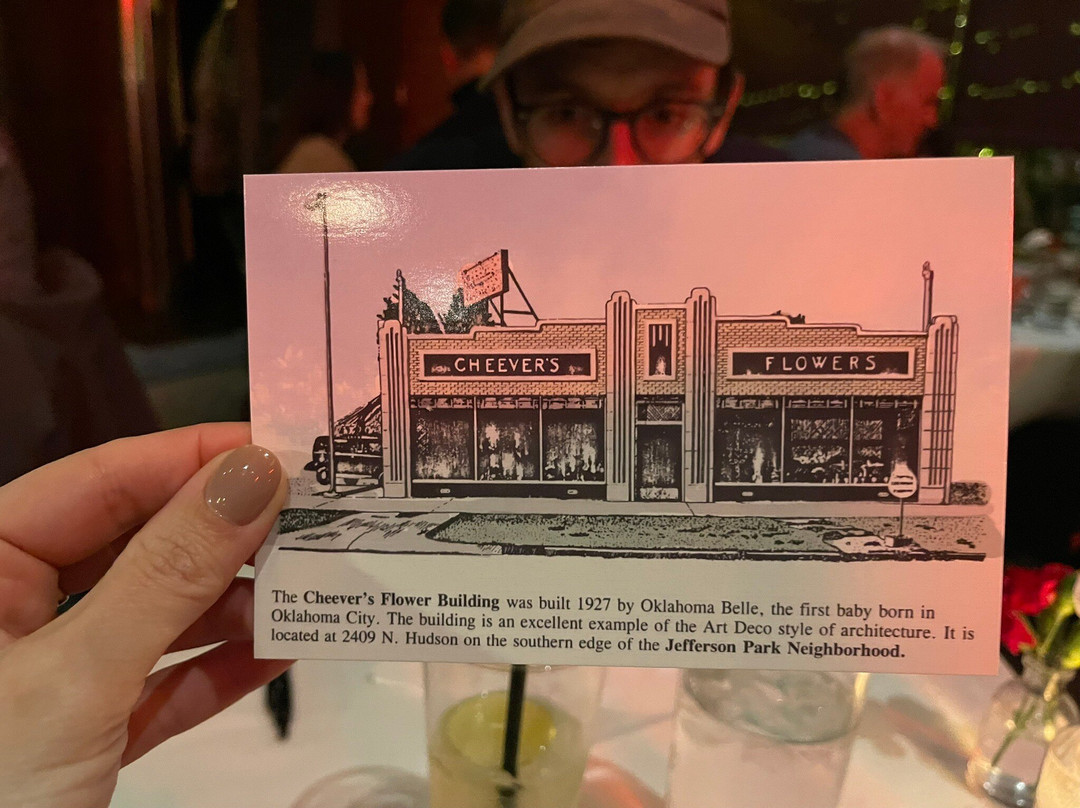 CHEEVER'S
FLOWERS
The Cheever's Flower Building was built 1927 by Oklahoma Belle, the first baby born in
Oklahoma City. The building is an excellent example of the Art Deco style of architecture. It is
located at 2409 N. Hudson on the southern edge of the Jefferson Park Neighborhood.